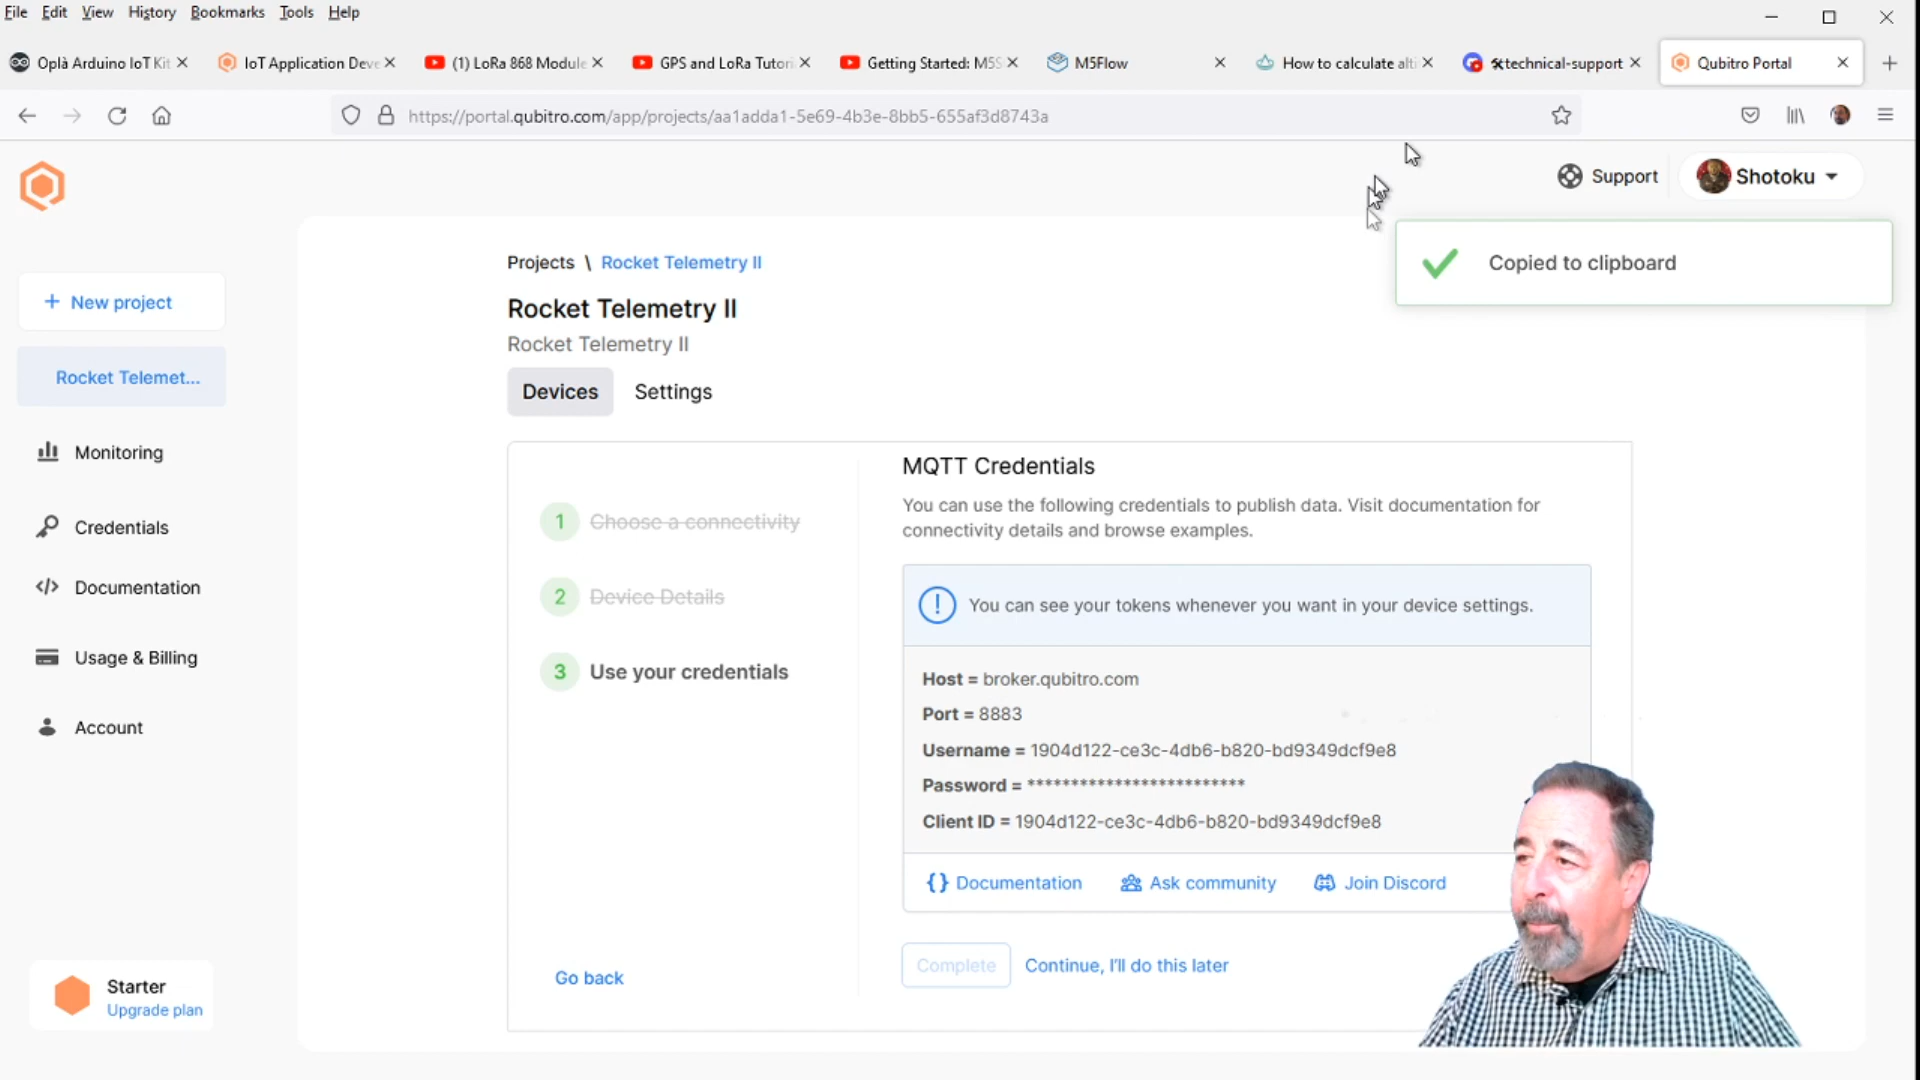 File Edit View History Bookmarks Tools Help
Oplà Arduino IoT Kit
IoT Application Deve
(1) LoRa 868 Module
GPS and LoRa Tutori
Getting Started: M5S
M5Flow
How to calculate alti
technical-support
Qubitro Portal
https://portal.qubitro.com/app/projects/aa1adda1-5e69-4b3e-8bb5-655af3d8743a
Support
Shotoku
Copied to clipboard
+ New project
Rocket Telemet...
Monitoring
Credentials
Documentation
Usage & Billing
Account
Starter
Upgrade plan
Projects \ Rocket Telemetry II
Rocket Telemetry II
Rocket Telemetry II
Devices Settings
1 Choose a connectivity
2 Device Details
3 Use your credentials
Go back
MQTT Credentials
You can use the following credentials to publish data. Visit documentation for
connectivity details and browse examples.
You can see your tokens whenever you want in your device settings.
Host = broker.qubitro.com
Port = 8883
Username = 1904d122-ce3c-4db6-b820-bd9349dcf9e8
Password = *************************
Client ID = 1904d122-ce3c-4db6-b820-bd9349dcf9e8
{} Documentation Ask community Join Discord
Complete Continue, I'll do this later